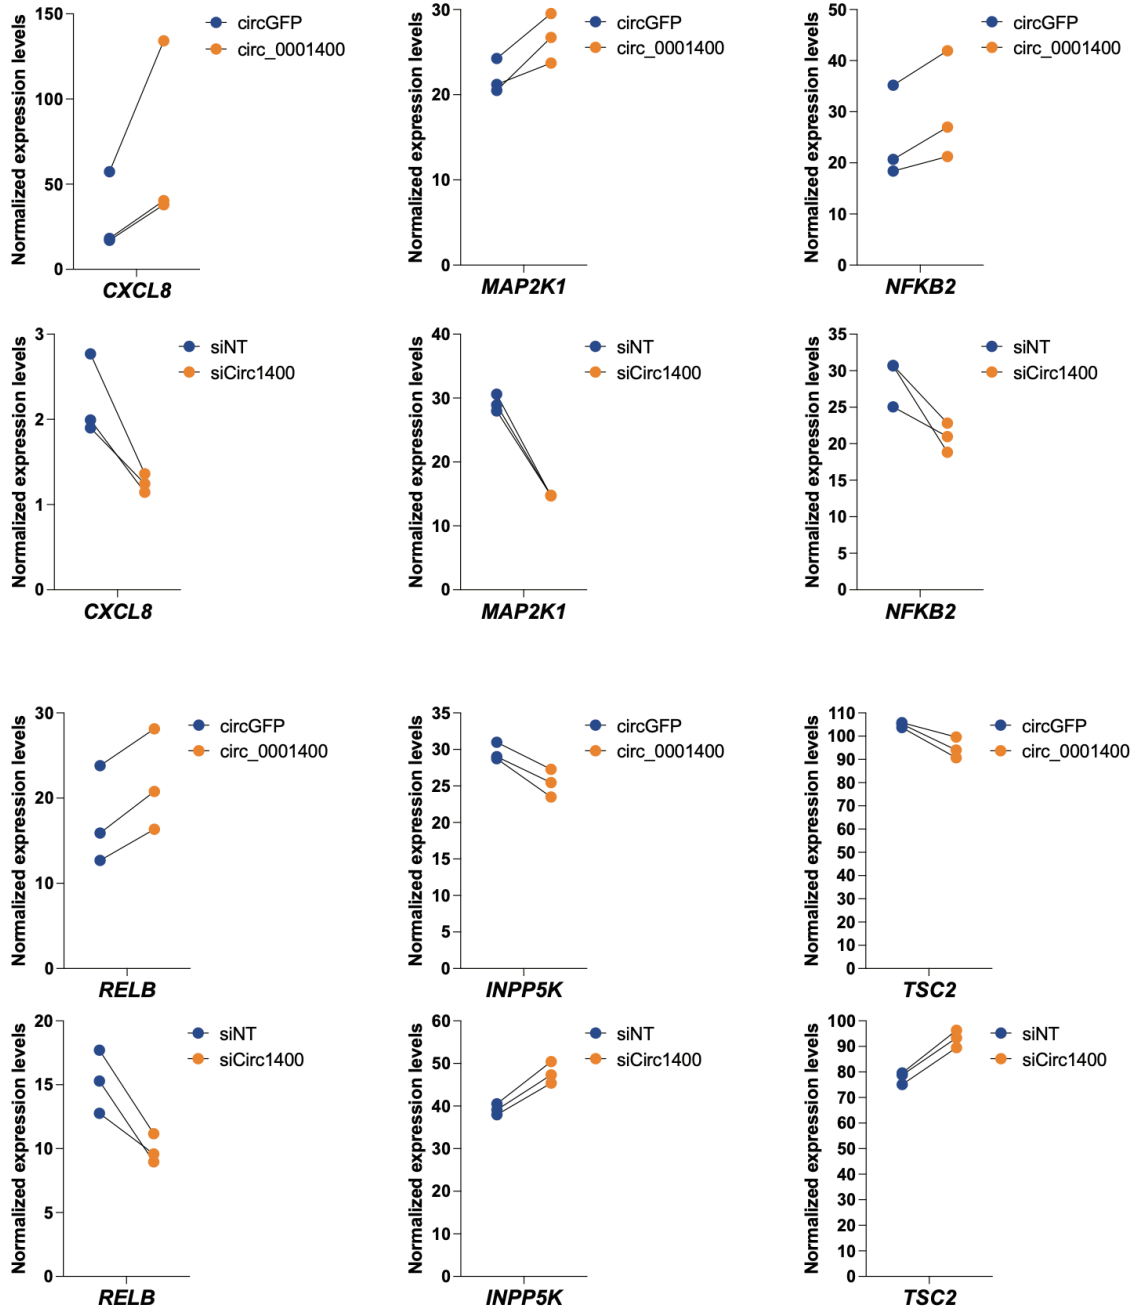 Normalized expression levels
150
100
50
0
CXCL8
circGFP
circ_0001400
Normalized expression levels
30
20
10
0
MAP2K1
circGFP
circ_0001400
Normalized expression levels
50
40
30
20
10
0
NFKB2
circGFP
circ_0001400
Normalized expression levels
3
2
1
0
CXCL8
siNT
siCirc1400
Normalized expression levels
40
30
20
10
0
MAP2K1
siNT
siCirc1400
Normalized expression levels
35
30
25
20
15
10
5
0
NFKB2
siNT
siCirc1400
Normalized expression levels
30
20
10
0
RELB
circGFP
circ_0001400
Normalized expression levels
35
30
25
20
15
10
5
0
INPP5K
circGFP
circ_0001400
Normalized expression levels
110
100
90
80
70
60
50
40
30
20
10
0
TSC2
circGFP
circ_0001400
Normalized expression levels
20
15
10
5
0
RELB
siNT
siCirc1400
Normalized expression levels
60
50
40
30
20
10
0
INPP5K
siNT
siCirc1400
Normalized expression levels
100
90
80
70
60
50
40
30
20
10
0
TSC2
siNT
siCirc1400